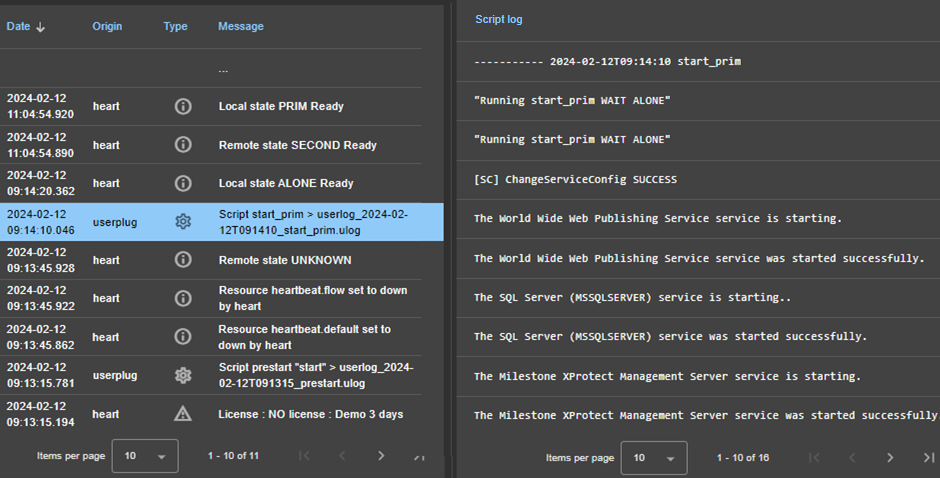 Date Origin Type Message
...
2024-02-12 11:04:54.920 heart Local state PRIM Ready
2024-02-12 11:04:54.890 heart Remote state SECOND Ready
2024-02-12 09:14:20.362 heart Local state ALONE Ready
2024-02-12 09:14:10.046 userplug Script start_prim > userlog_2024-02-
12T091410_start_prim.ulog
2024-02-12 09:13:45.928 heart Remote state UNKNOWN
2024-02-12 09:13:45.922 heart Resource heartbeat.flow set to down
by heart
2024-02-12 09:13:45.862 heart Resource heartbeat.default set to
down by heart
2024-02-12 09:13:15.781 userplug Script prestart "start" > userlog_2024-
02-12T091315_prestart.ulog
2024-02-12 09:13:15.194 heart License : NO license : Demo 3 days
Items per page 10 1 - 10 of 11
Script log
----------- 2024-02-12T09:14:10 start_prim
"Running start_prim WAIT ALONE"
"Running start_prim WAIT ALONE"
[SC] ChangeServiceConfig SUCCESS
The World Wide Web Publishing Service service is starting.
The World Wide Web Publishing Service service was started successfully.
The SQL Server (MSSQLSERVER) service is starting..
The SQL Server (MSSQLSERVER) service was started successfully.
The Milestone XProtect Management Server service is starting.
The Milestone XProtect Management Server service was started successfully
Items per page 10 1 - 10 of 16